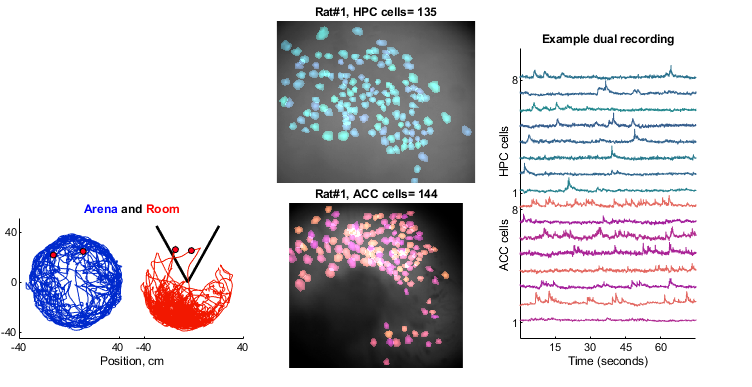 Rat#1, HPC cells= 135
Example dual recording
8
HPC cells
1
Rat#1, ACC cells= 144
8
ACC cells
1
15 30 45 60
Time (seconds)
Arena and Room
40
0
-40
-40 40 -40 40
Position, cm